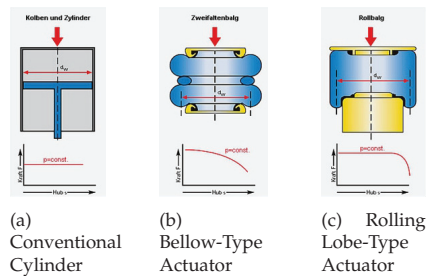 Kolben und Zylinder
d_W
p=const.
Kraft F
Hub s
(a)
Conventional
Cylinder
Zweifaltenbalg
d_W
p=const.
Kraft F
Hub s
(b)
Bellow-Type
Actuator
Rollbalg
d_W
p=const.
Kraft F
Hub s
(c) Rolling
Lobe-Type
Actuator